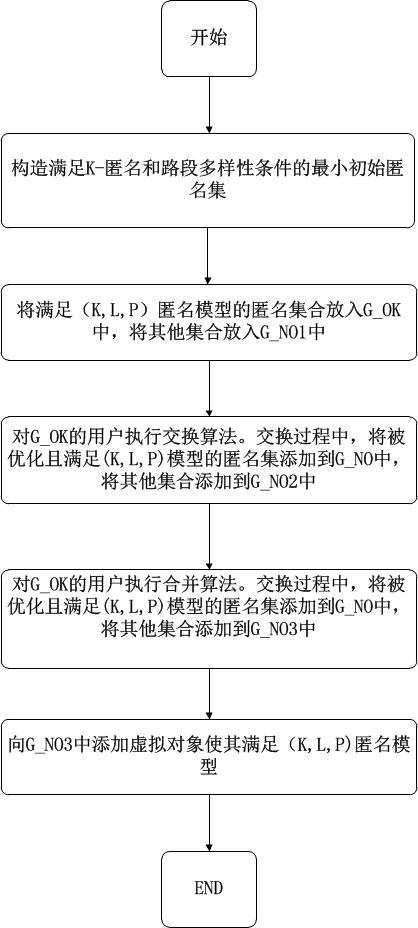 开始
构造满足K-匿名和路段多样性条件的最小初始匿
名集
将满足（K,L,P）匿名模型的匿名集合放入G_OK
中，将其他集合放入G_NO1中
对G_OK的用户执行交换算法。交换过程中，将被
优化且满足(K,L,P)模型的匿名集添加到G_NO中，
将其他集合添加到G_NO2中
对G_OK的用户执行合并算法。交换过程中，将被
优化且满足(K,L,P)模型的匿名集添加到G_NO中，
将其他集合添加到G_NO3中
向G_NO3中添加虚拟对象使其满足（K,L,P)匿名模
型
END